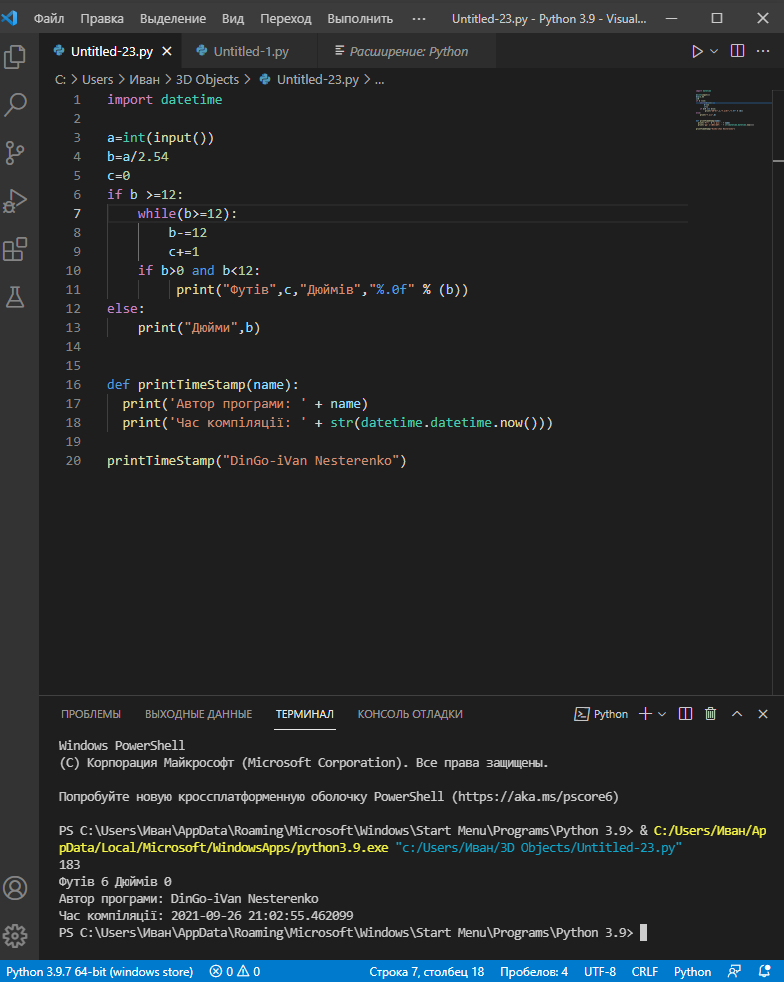 Файл Правка Выделение Вид Переход Выполнить ··· Untitled-23.py - Python 3.9 - Visual...
Untitled-23.py Untitled-1.py Расширение: Python
C: > Users > Иван > 3D Objects > Untitled-23.py > ...
1 import datetime
2
3 a=int(input())
4 b=a/2.54
5 c=0
6 if b >=12:
7 while(b>=12):
8 b-=12
9 c+=1
10 if b>0 and b<12:
11 print("Футів",c,"Дюймів","%.0f" % (b))
12 else:
13 print("Дюйми",b)
14
15
16 def printTimeStamp(name):
17 print('Автор програми: ' + name)
18 print('Час компіляції: ' + str(datetime.datetime.now()))
19
20 printTimeStamp("DinGo-iVan Nesterenko")
ПРОБЛЕМЫ ВЫХОДНЫЕ ДАННЫЕ ТЕРМИНАЛ КОНСОЛЬ ОТЛАДКИ Python
Windows PowerShell
(C) Корпорация Майкрософт (Microsoft Corporation). Все права защищены.
Попробуйте новую кроссплатформенную оболочку PowerShell (https://aka.ms/pscore6)
PS C:\Users\Иван\AppData\Roaming\Microsoft\Windows\Start Menu\Programs\Python 3.9> & C:/Users/Иван/Ap
pData/Local/Microsoft/WindowsApps/python3.9.exe "c:/Users/Иван/3D Objects/Untitled-23.py"
183
Футів 6 Дюймів 0
Автор програми: DinGo-iVan Nesterenko
Час компіляції: 2021-09-26 21:02:55.462099
PS C:\Users\Иван\AppData\Roaming\Microsoft\Windows\Start Menu\Programs\Python 3.9>
Python 3.9.7 64-bit (windows store) 0 0 Строка 7, столбец 18 Пробелов: 4 UTF-8 CRLF Python